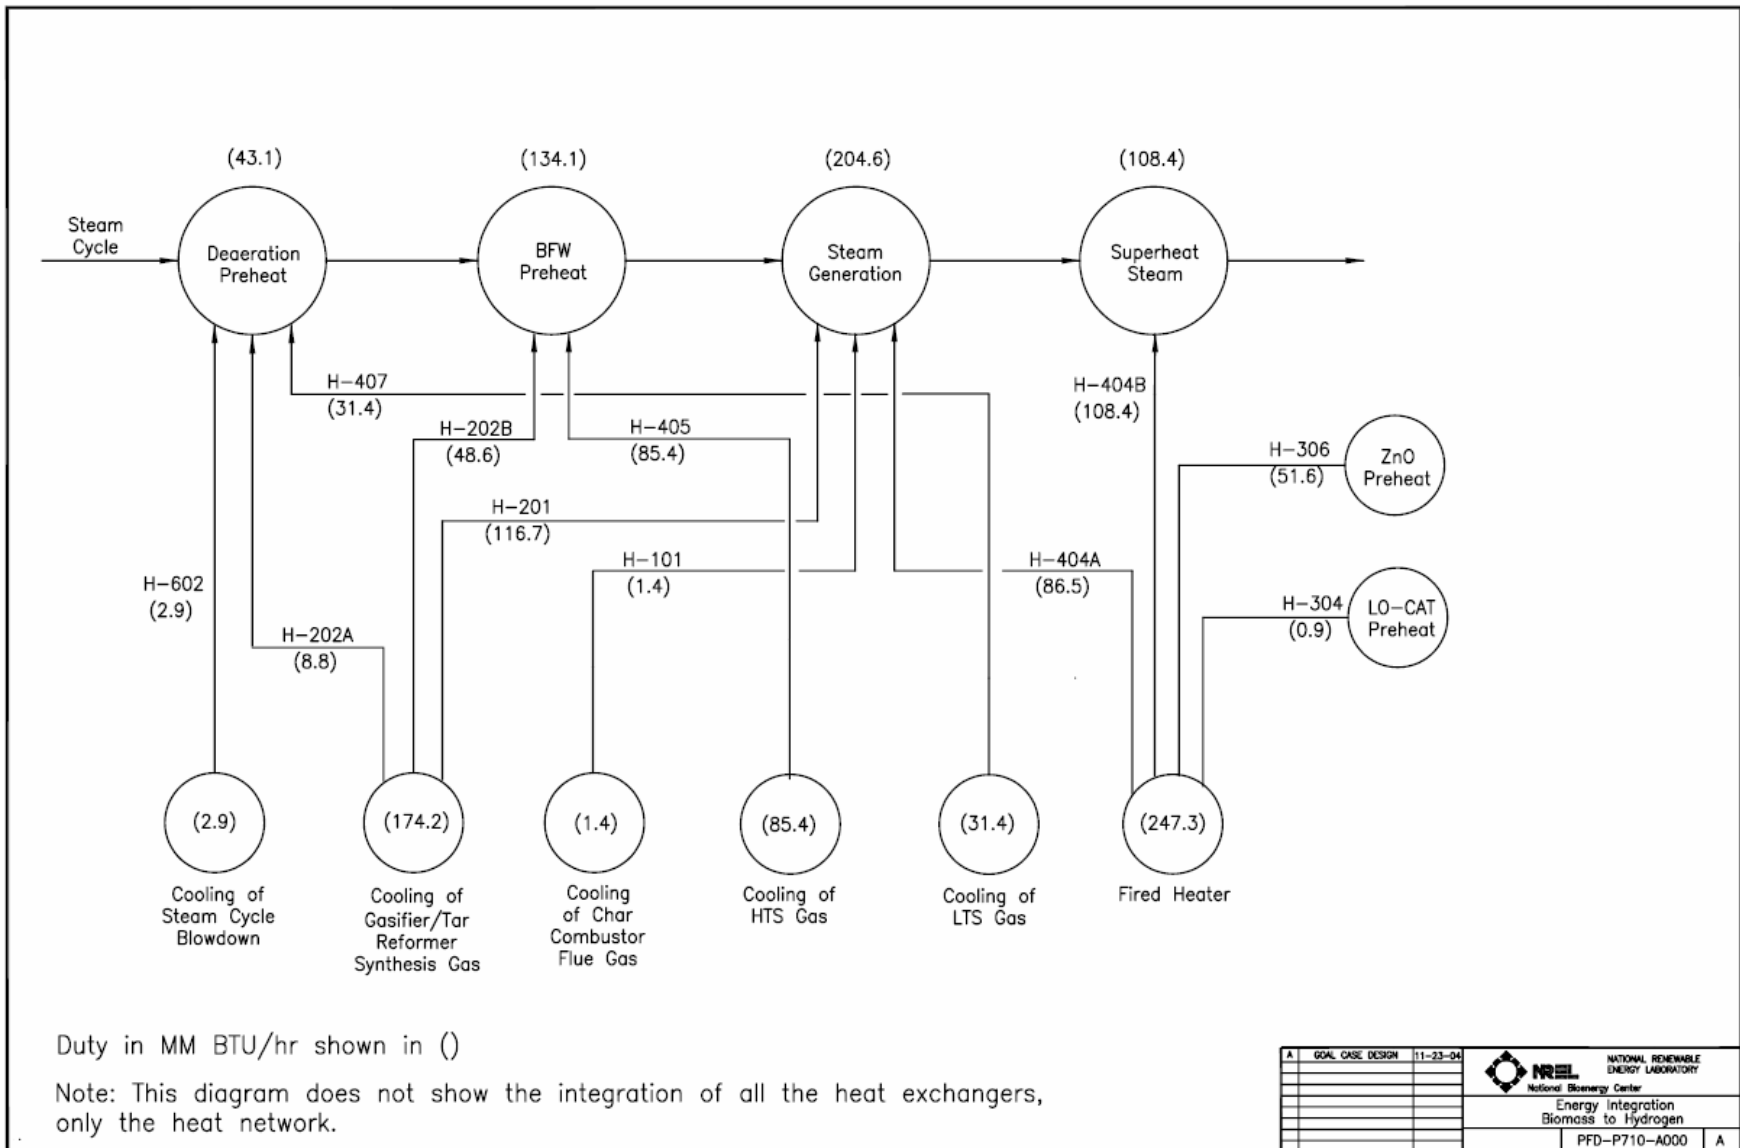 (43.1)
(134.1)
(204.6)
(108.4)
Steam
Cycle
Deaeration
Preheat
BFW
Preheat
Steam
Generation
Superheat
Steam
H-407
(31.4)
H-202B
(48.6)
H-405
(85.4)
H-404B
(108.4)
H-306
(51.6)
ZnO
Preheat
H-201
(116.7)
H-101
(1.4)
H-404A
(86.5)
H-602
(2.9)
H-304
(0.9)
LO-CAT
Preheat
H-202A
(8.8)
(2.9)
(174.2)
(1.4)
(85.4)
(31.4)
(247.3)
Cooling of
Steam Cycle
Blowdown
Cooling of
Gasifier/Tar
Reformer
Synthesis Gas
Cooling
of Char
Combustor
Flue Gas
Cooling of
HTS Gas
Cooling of
LTS Gas
Fired Heater
Duty in MM BTU/hr shown in ()
Note: This diagram does not show the integration of all the heat exchangers,
only the heat network.
A GOAL CASE DESIGN 11-23-04
NREL
NATIONAL RENEWABLE
ENERGY LABORATORY
National Bioenergy Center
Energy Integration
Biomass to Hydrogen
PFD-P710-A000 A